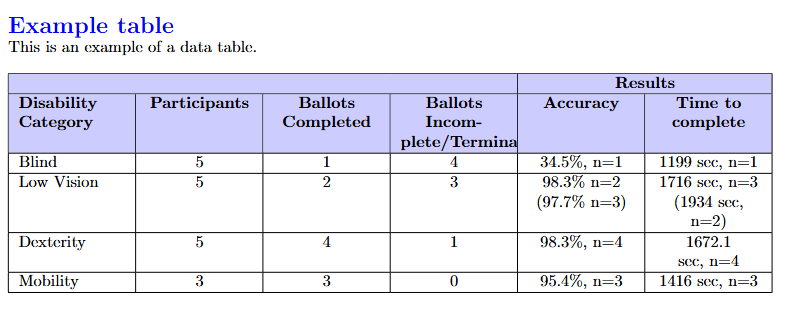 Example table
This is an example of a data table.
Results
Disability Category Participants Ballots Completed Ballots Incom-plete/Termina Accuracy Time to complete
Blind 5 1 4 34.5%, n=1 1199 sec, n=1
Low Vision 5 2 3 98.3% n=2 (97.7% n=3) 1716 sec, n=3 (1934 sec, n=2)
Dexterity 5 4 1 98.3%, n=4 1672.1 sec, n=4
Mobility 3 3 0 95.4%, n=3 1416 sec, n=3